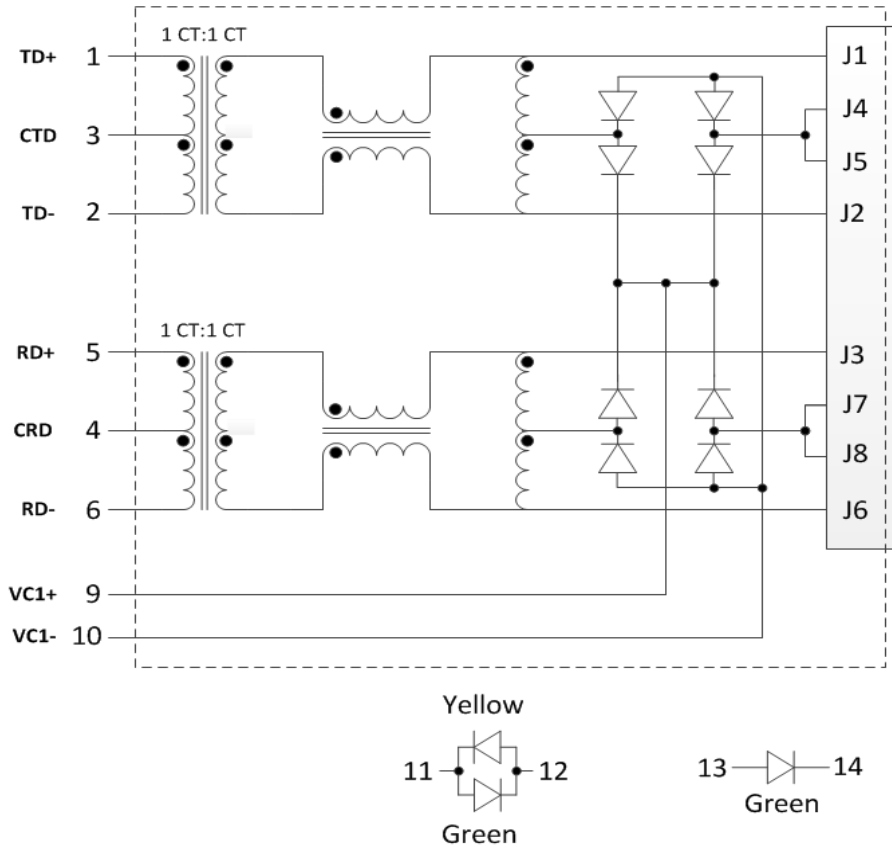 1 CT:1 CT
TD+ 1 J1
J4
CTD 3
J5
TD- 2 J2
1 CT:1 CT
RD+ 5 J3
J7
CRD 4
J8
RD- 6 J6
VC1+ 9
VC1- 10
Yellow
11 12 13 14
Green
Green